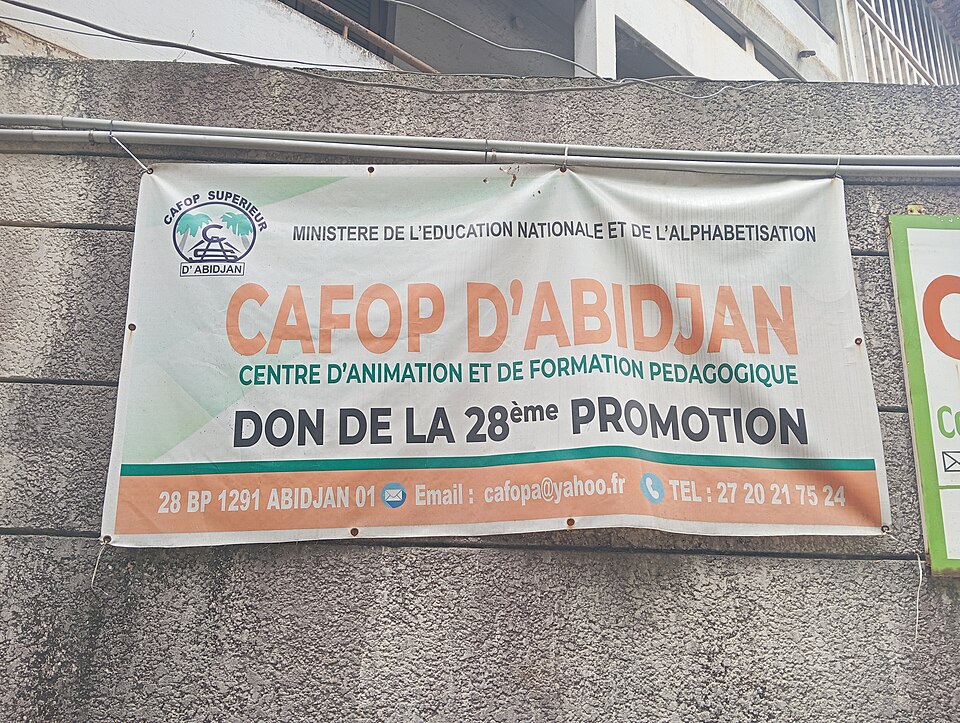 CAFOP SUPERIEUR
D'ABIDJAN
MINISTERE DE L'EDUCATION NATIONALE ET DE L'ALPHABETISATION
CAFOP D'ABIDJAN
CENTRE D'ANIMATION ET DE FORMATION PEDAGOGIQUE
DON DE LA 28ème PROMOTION
28 BP 1291 ABIDJAN 01 Email : cafopa@yahoo.fr TEL : 27 20 21 75 24